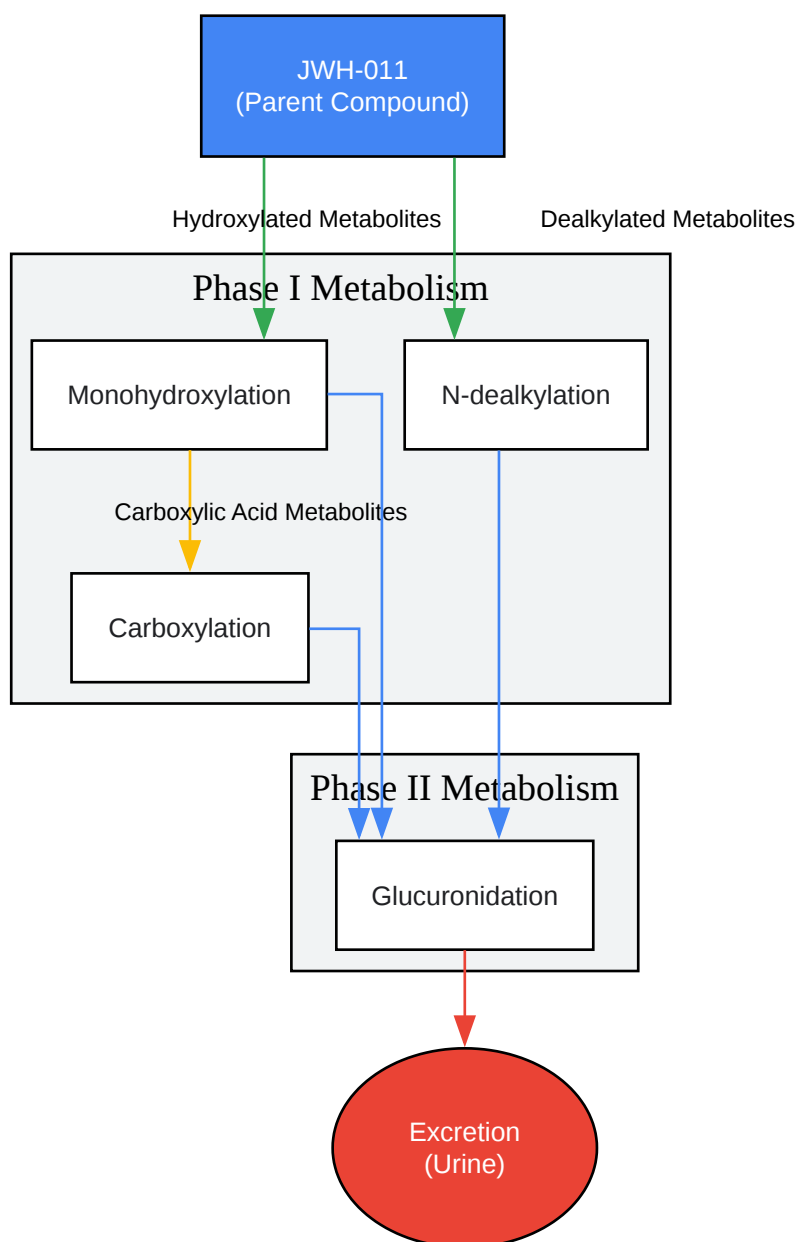 JWH-011
(Parent Compound)
Hydroxylated Metabolites
Dealkylated Metabolites
Phase I Metabolism
Monohydroxylation
N-dealkylation
Carboxylic Acid Metabolites
Carboxylation
Phase II Metabolism
Glucuronidation
Excretion
(Urine)